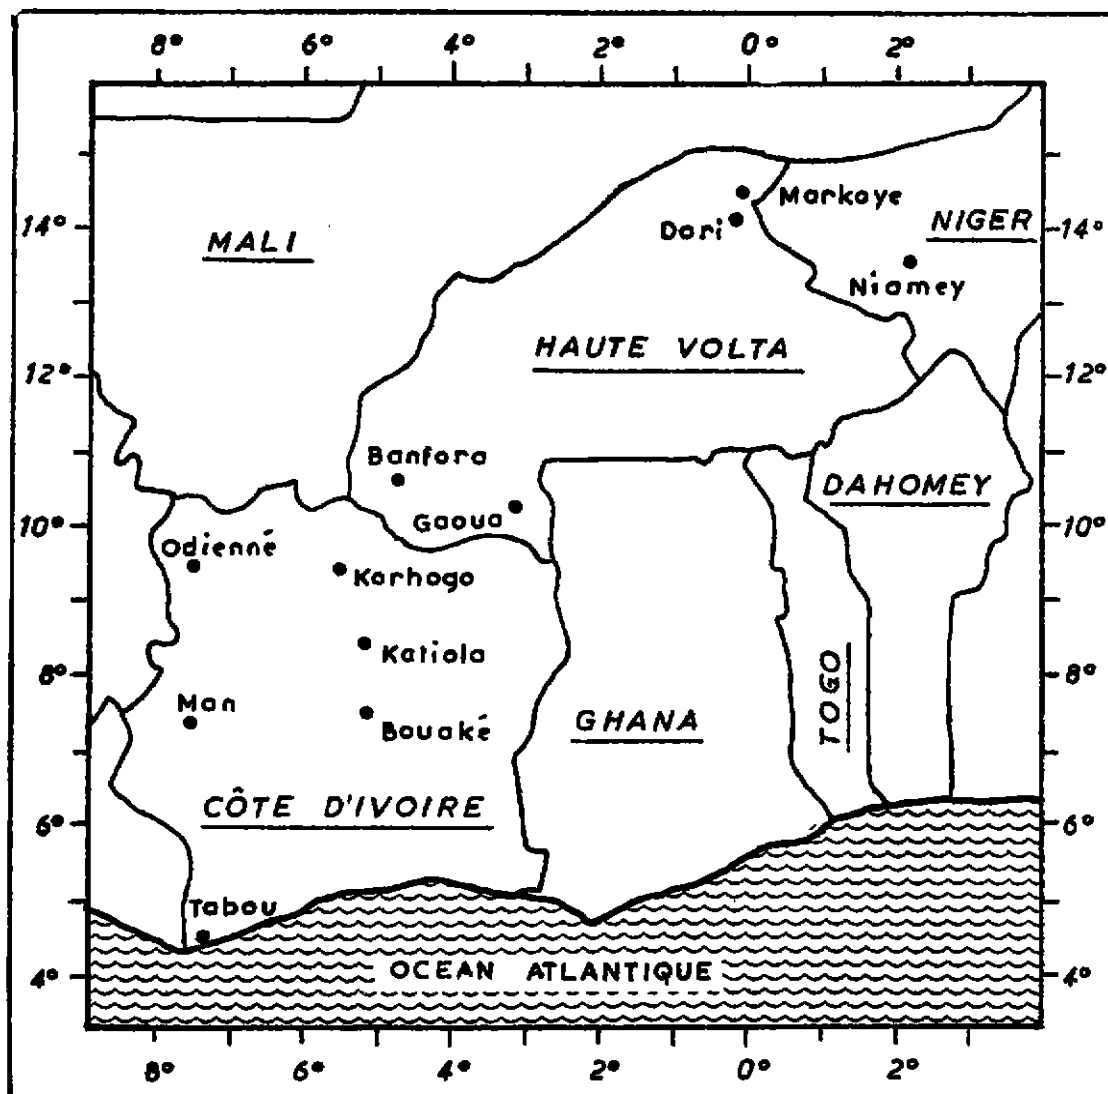 8° 6° 4° 2° 0° 2°
Markoye
14° Dori NIGER 14°
MALI
Niamey
HAUTE VOLTA
12° 12°
Banfora
DAHOMEY
Gaoua
10° 10°
Odienné
Korhogo
Katiola
8° 8°
Man
TOGO
GHANA
Bouaké
CÔTE D'IVOIRE
6° 6°
Tabou
OCEAN ATLANTIQUE
4° 4°
8° 6° 4° 2° 0° 2°